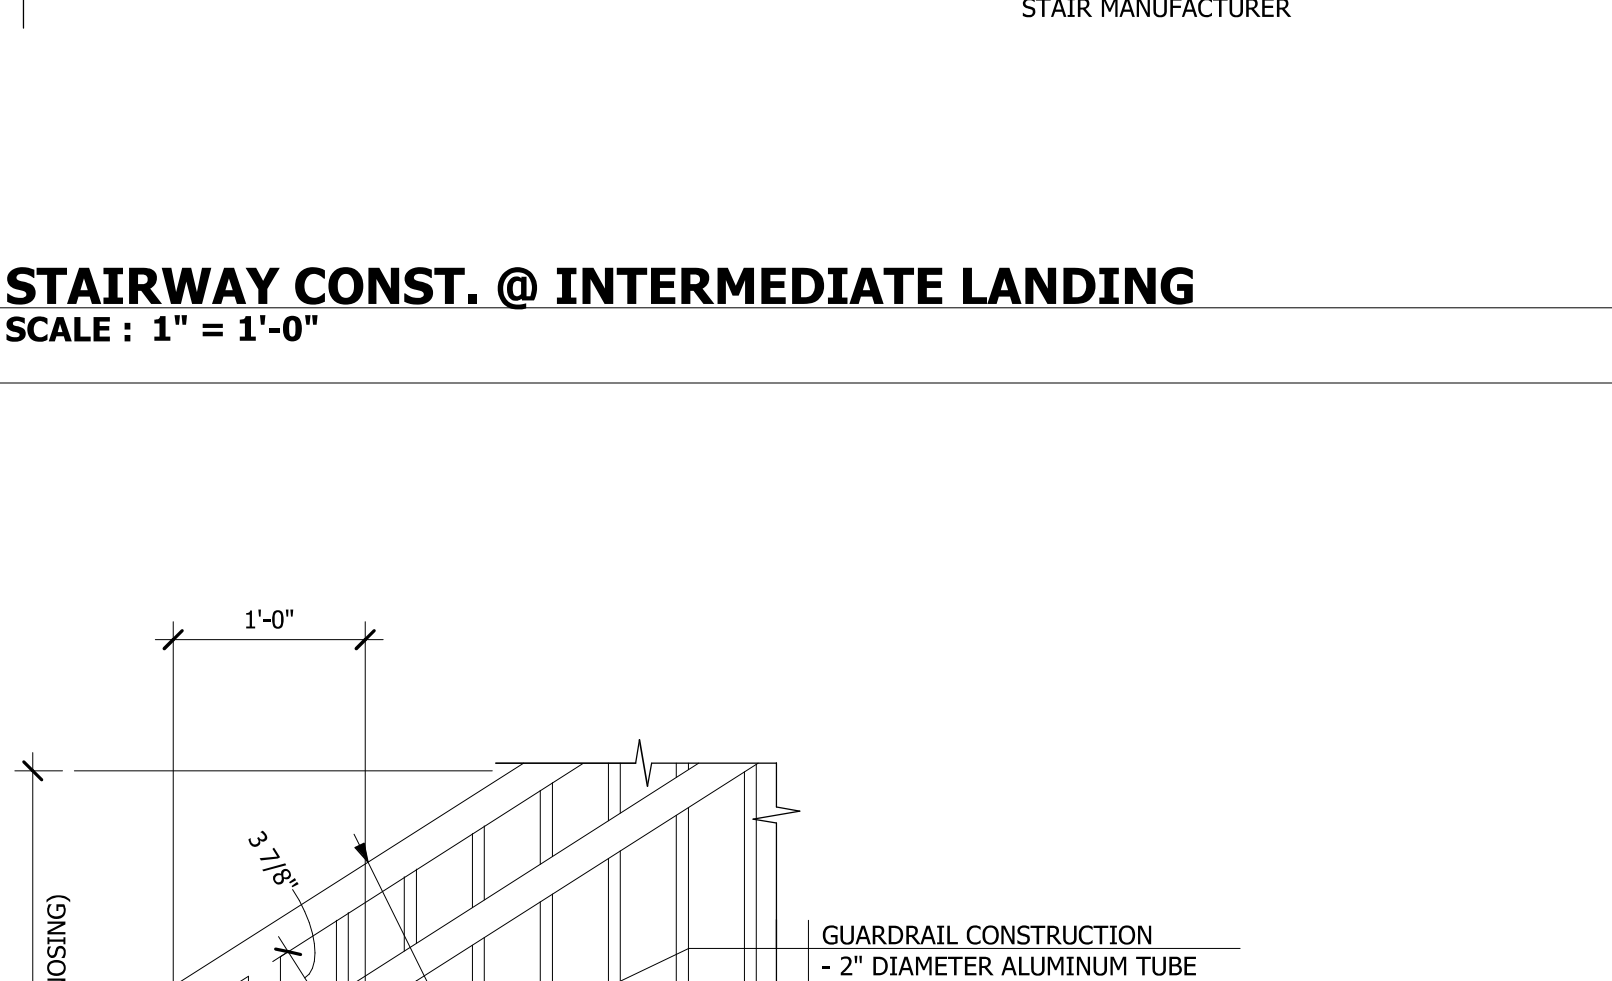 STAIR MANUFACTURER
STAIRWAY CONST. @ INTERMEDIATE LANDING
SCALE : 1" = 1'-0"
1'-0"
3 7/8"
NOSING)
GUARDRAIL CONSTRUCTION
- 2" DIAMETER ALUMINUM TUBE